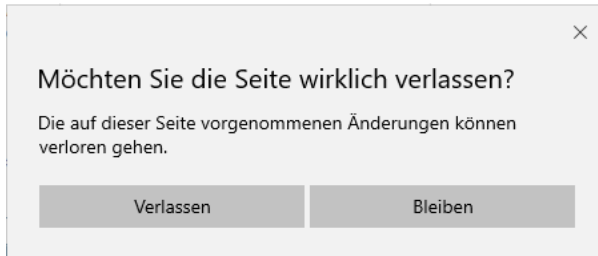 Möchten Sie die Seite wirklich verlassen?
Die auf dieser Seite vorgenommenen Änderungen können
verloren gehen.
Verlassen
Bleiben